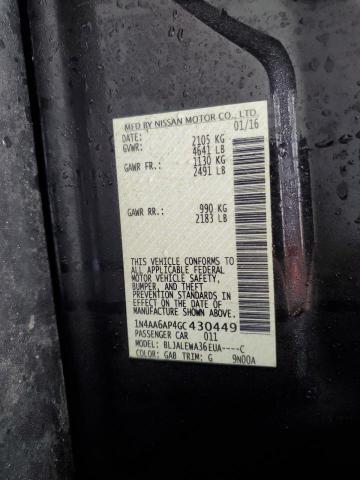 MFD BY NISSAN MOTOR CO., LTD.
DATE: 01/16
GVWR: 2105 KG
4641 LB
GAWR FR: 1130 KG
2491 LB
GAWR RR: 990 KG
2183 LB
THIS VEHICLE CONFORMS TO
ALL APPLICABLE FEDERAL
MOTOR VEHICLE SAFETY,
BUMPER, AND THEFT
PREVENTION STANDARDS
IN EFFECT ON THE DATE OF
MANUFACTURE SHOWN ABOVE.
1N4AA6AP4GC430449
PASSENGER CAR 011
MODEL: BLJALEWA36EUA----C
COLOR: GAB TRIM: G 9N00A